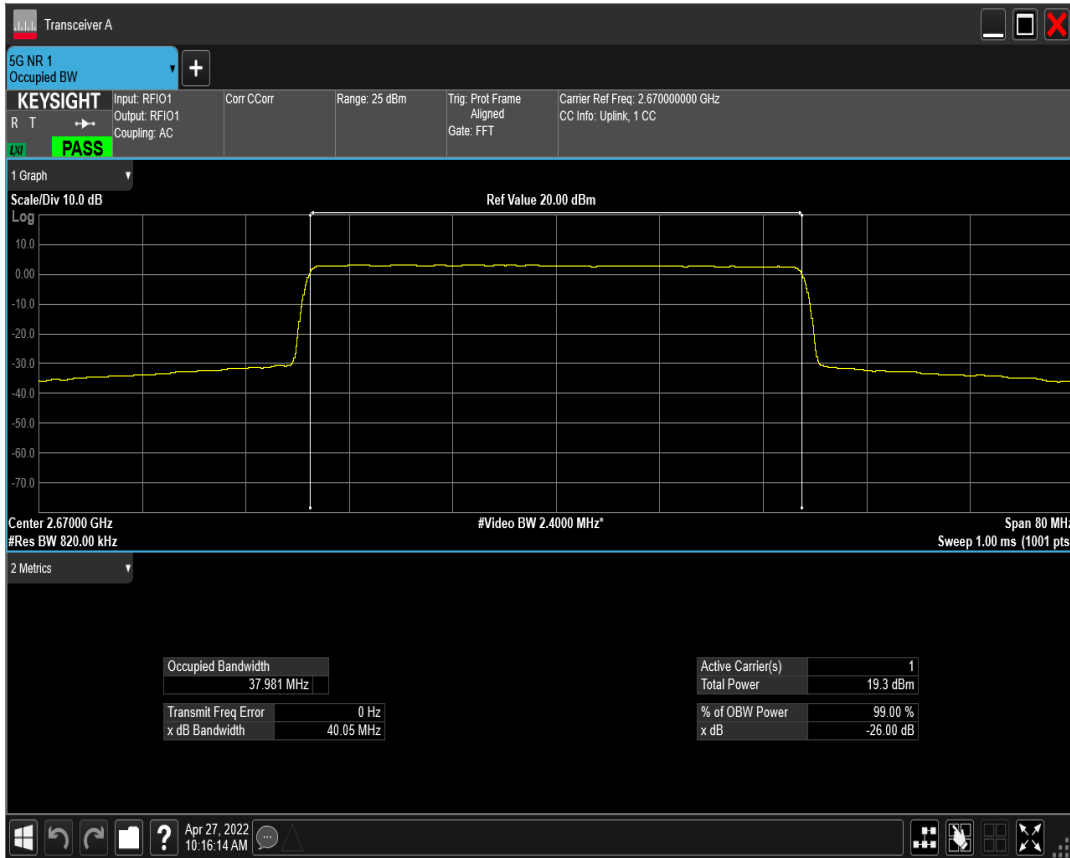 Transceiver A
5G NR 1
Occupied BW
+
KEYSIGHT
R T
LXI
PASS
Input: RFIO1
Output: RFIO1
Coupling: AC
Corr CCorr
Range: 25 dBm
Trig: Prot Frame
Aligned
Gate: FFT
Carrier Ref Freq: 2.670000000 GHz
CC Info: Uplink, 1 CC
1 Graph
Scale/Div 10.0 dB
Ref Value 20.00 dBm
Log
10.0
0.00
-10.0
-20.0
-30.0
-40.0
-50.0
-60.0
-70.0
Center 2.67000 GHz
#Video BW 2.4000 MHz*
Span 80 MHz
#Res BW 820.00 kHz
Sweep 1.00 ms (1001 pts
2 Metrics
Occupied Bandwidth
37.981 MHz
Transmit Freq Error 0 Hz
x dB Bandwidth 40.05 MHz
Active Carrier(s) 1
Total Power 19.3 dBm
% of OBW Power 99.00 %
x dB -26.00 dB
?
Apr 27, 2022
10:16:14 AM